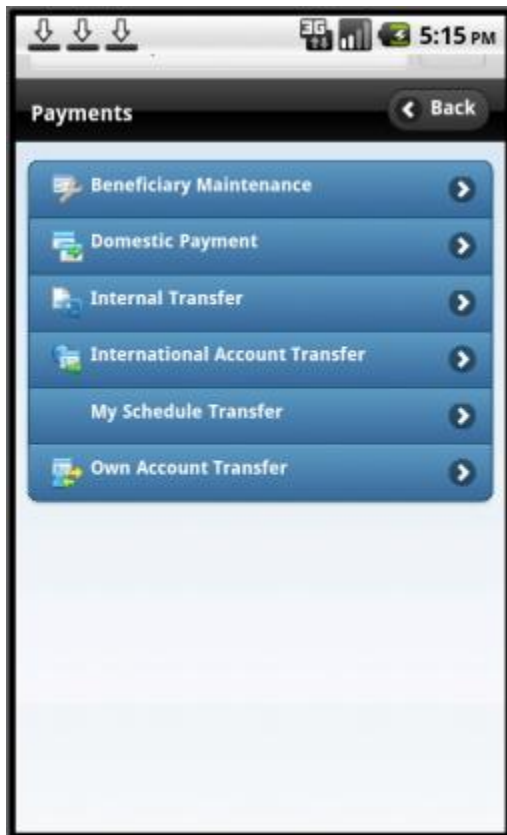 3G 5:15 PM
Payments
Back
Beneficiary Maintenance
Domestic Payment
Internal Transfer
International Account Transfer
My Schedule Transfer
Own Account Transfer